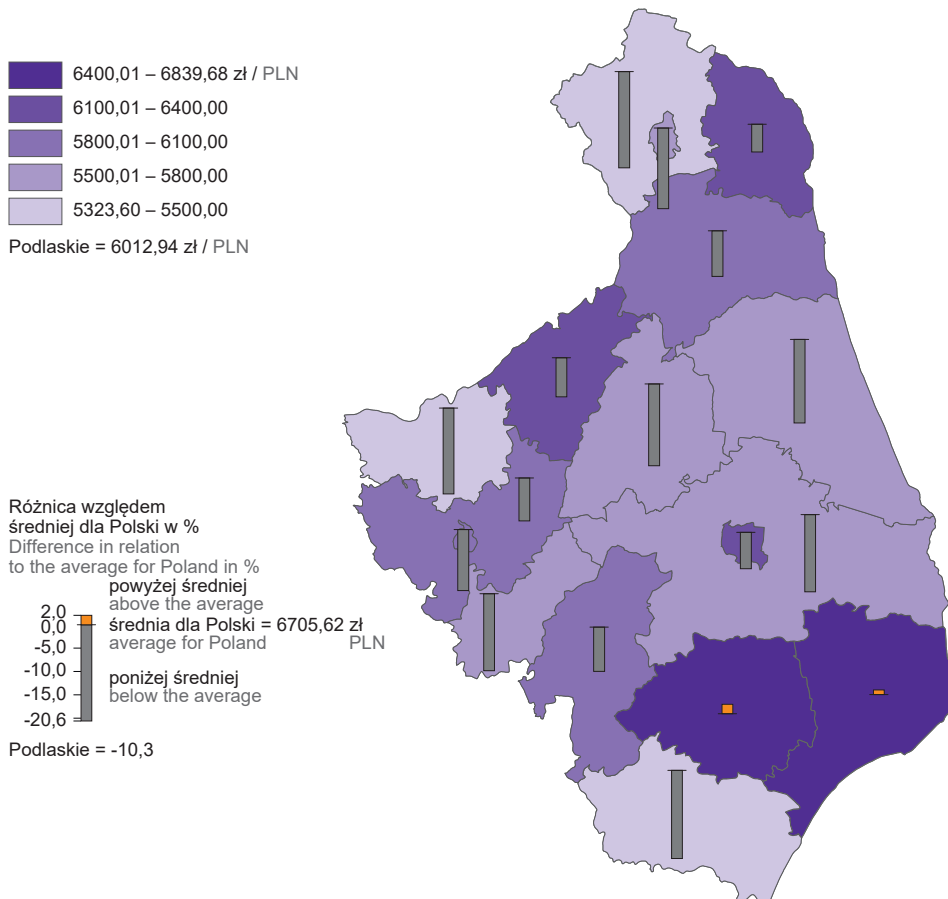 6400,01 – 6839,68 zł / PLN
6100,01 – 6400,00
5800,01 – 6100,00
5500,01 – 5800,00
5323,60 – 5500,00
Podlaskie = 6012,94 zł / PLN
Różnica względem
średniej dla Polski w %
Difference in relation
to the average for Poland in %
powyżej średniej
above the average
2,0
0,0
średnia dla Polski = 6705,62 zł
average for Poland PLN
-5,0
-10,0
poniżej średniej
below the average
-15,0
-20,6
Podlaskie = -10,3